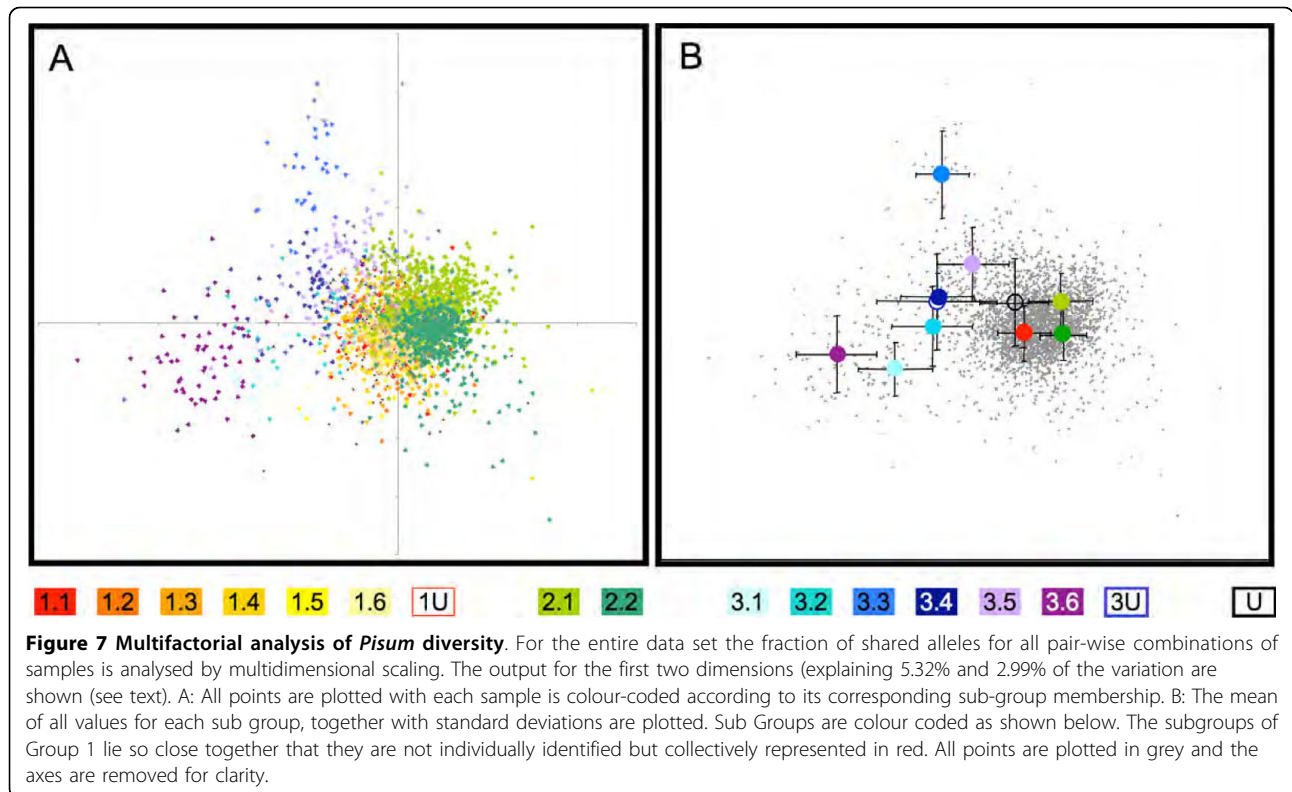 A B
1.1 1.2 1.3 1.4 1.5 1.6 1U 2.1 2.2 3.1 3.2 3.3 3.4 3.5 3.6 3U U
Figure 7 Multifactorial analysis of Pisum diversity. For the entire data set the fraction of shared alleles for all pair-wise combinations of
samples is analysed by multidimensional scaling. The output for the first two dimensions (explaining 5.32% and 2.99% of the variation are
shown (see text). A: All points are plotted with each sample is colour-coded according to its corresponding sub-group membership. B: The mean
of all values for each sub group, together with standard deviations are plotted. Sub Groups are colour coded as shown below. The subgroups of
Group 1 lie so close together that they are not individually identified but collectively represented in red. All points are plotted in grey and the
axes are removed for clarity.